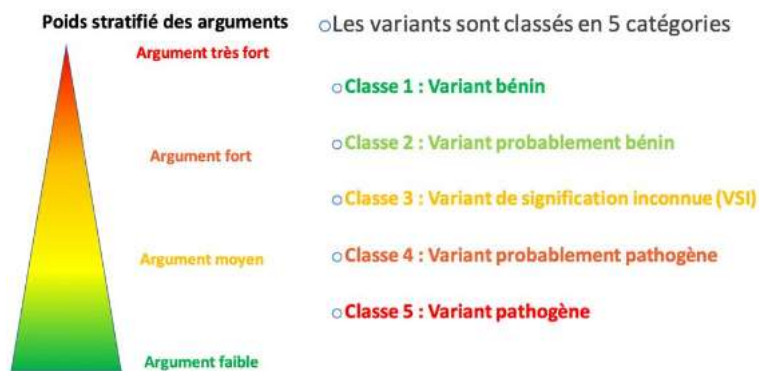 Poids stratifié des arguments
Argument très fort
Argument fort
Argument moyen
Argument faible
Les variants sont classés en 5 catégories
Classe 1 : Variant bénin
Classe 2 : Variant probablement bénin
Classe 3 : Variant de signification inconnue (VSI)
Classe 4 : Variant probablement pathogène
Classe 5 : Variant pathogène